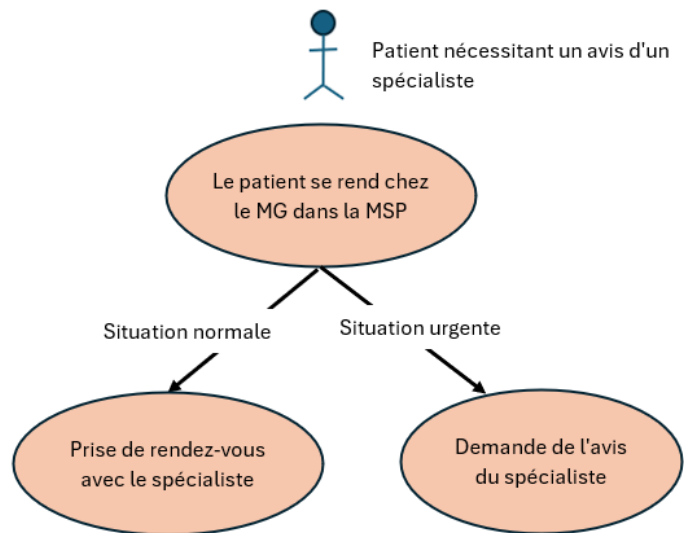 Patient nécessitant un avis d'un
spécialiste
Le patient se rend chez
le MG dans la MSP
Situation normale
Situation urgente
Prise de rendez-vous
avec le spécialiste
Demande de l'avis
du spécialiste